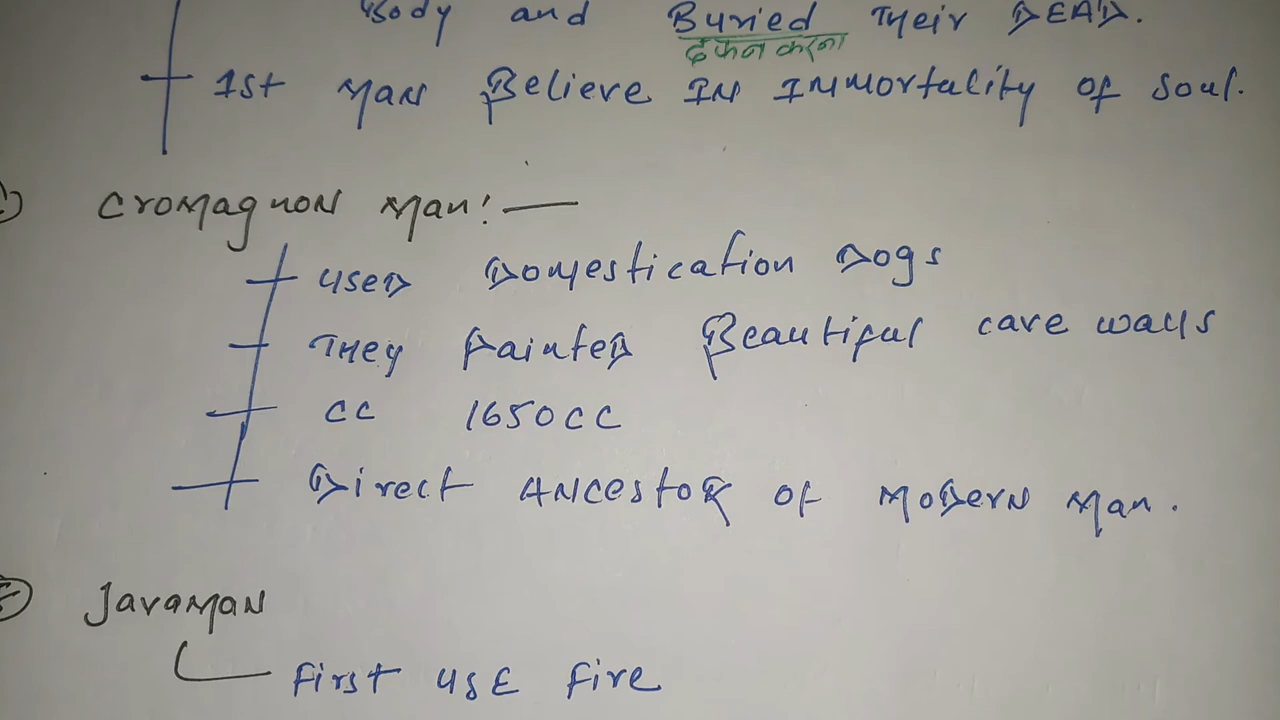 Body and Buried Their DEAD.
दफन करना
1st Man Believe IN Immortality of soul.
Cromagnon Man:—
Used Domestication Dogs
They Painted Beautiful cave walls
CC 1650CC
Direct Ancestor of Modern Man.
Javaman
First use fire